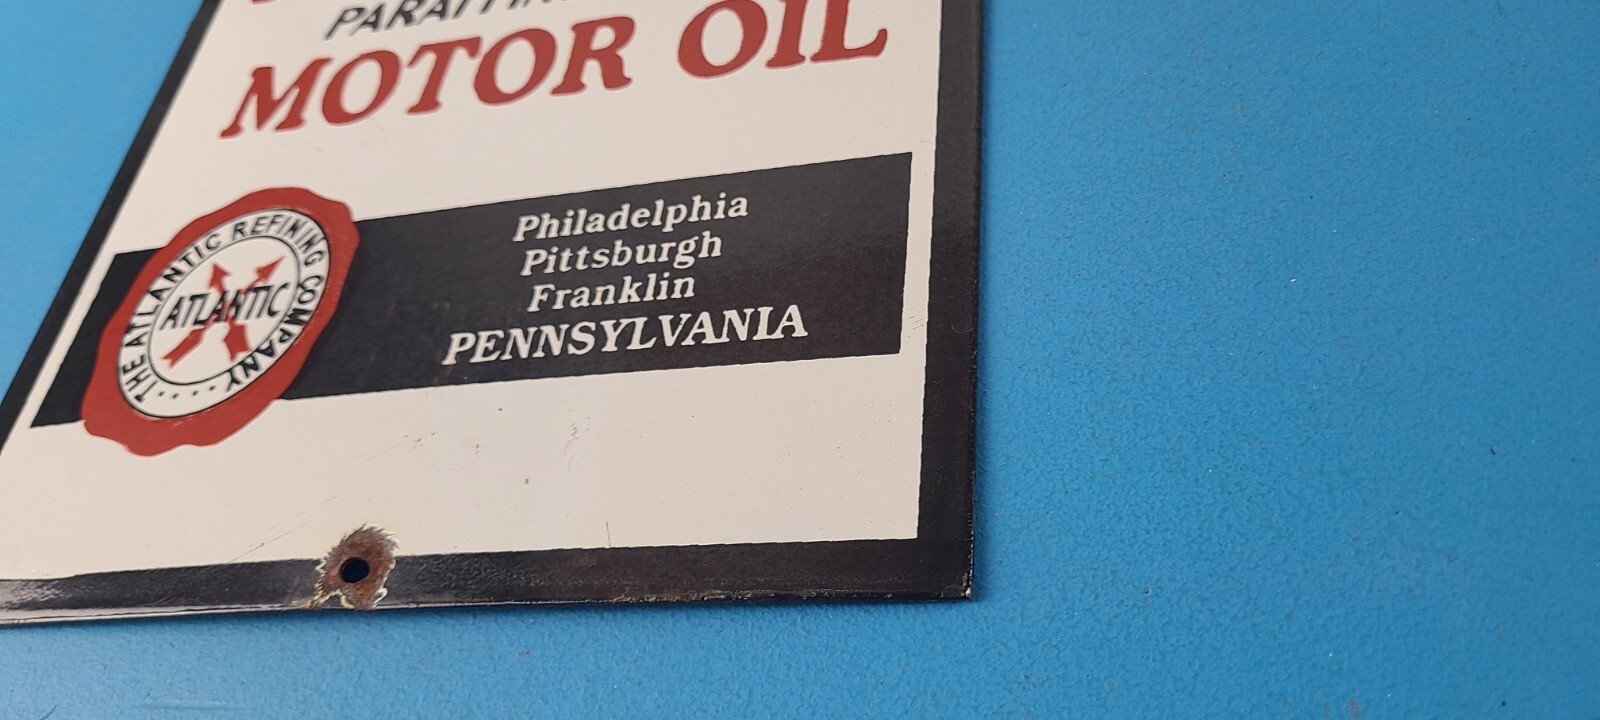 MOTOR OIL
THE ATLANTIC REFINING COMPANY
ATLANTIC
Philadelphia
Pittsburgh
Franklin
PENNSYLVANIA